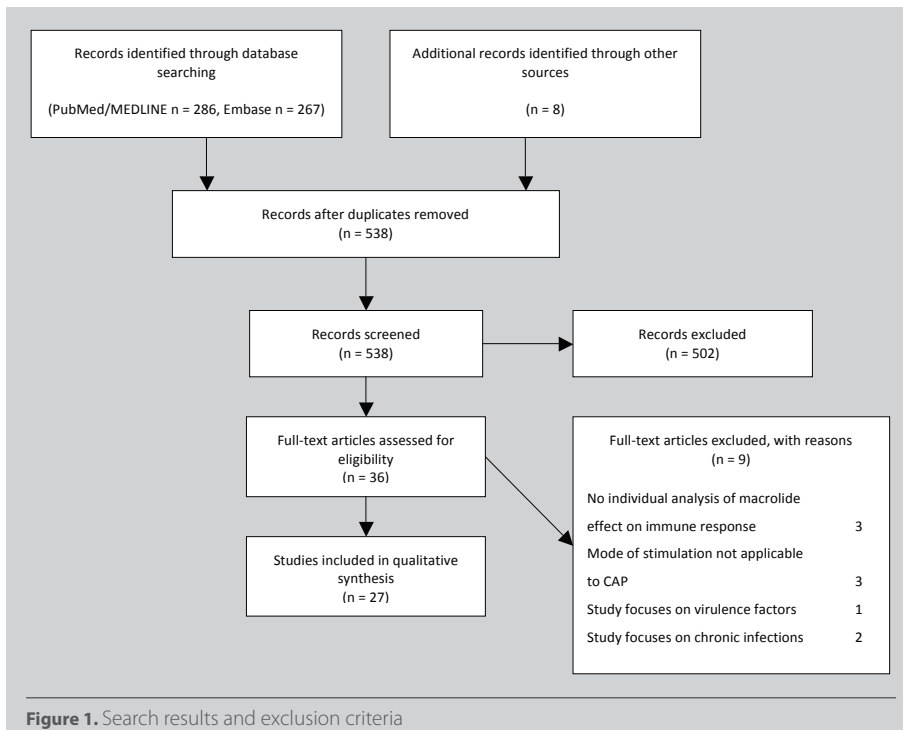 Records identified through database
searching
(PubMed/MEDLINE n = 286, Embase n = 267)
Additional records identified through other
sources
(n = 8)
Records after duplicates removed
(n = 538)
Records screened
(n = 538)
Records excluded
(n = 502)
Full-text articles assessed for
eligibility
(n = 36)
Full-text articles excluded, with reasons
(n = 9)
No individual analysis of macrolide
effect on immune response 3
Mode of stimulation not applicable
to CAP 3
Study focuses on virulence factors 1
Study focuses on chronic infections 2
Studies included in qualitative
synthesis
(n = 27)
Figure 1. Search results and exclusion criteria